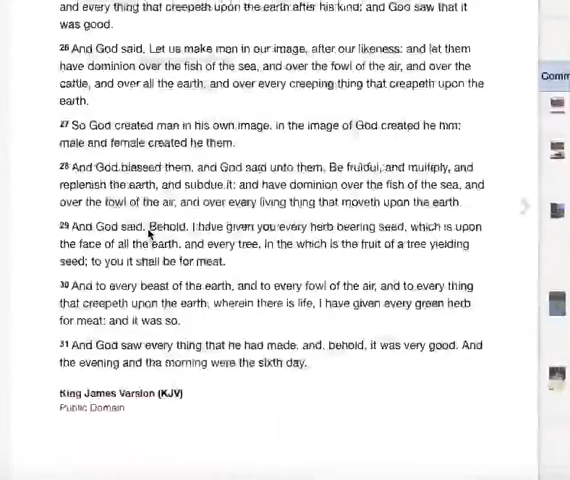 and every thing that creepeth upon the earth after his kind: and God saw that it
was good.
26 And God said, Let us make man in our image, after our likeness: and let them
have dominion over the fish of the sea, and over the fowl of the air, and over the
cattle, and over all the earth, and over every creeping thing that creepeth upon the
earth.
27 So God created man in his own image, in the image of God created he him;
male and female created he them.
28 And God blessed them, and God said unto them, Be fruitful, and multiply, and
replenish the earth, and subdue it: and have dominion over the fish of the sea, and
over the fowl of the air, and over every living thing that moveth upon the earth.
29 And God said, Behold, I have given you every herb bearing seed, which is upon
the face of all the earth, and every tree, in the which is the fruit of a tree yielding
seed; to you it shall be for meat.
30 And to every beast of the earth, and to every fowl of the air, and to every thing
that creepeth upon the earth, wherein there is life, I have given every green herb
for meat: and it was so.
31 And God saw every thing that he had made, and, behold, it was very good. And
the evening and the morning were the sixth day.
King James Version (KJV)
Public Domain
Comm